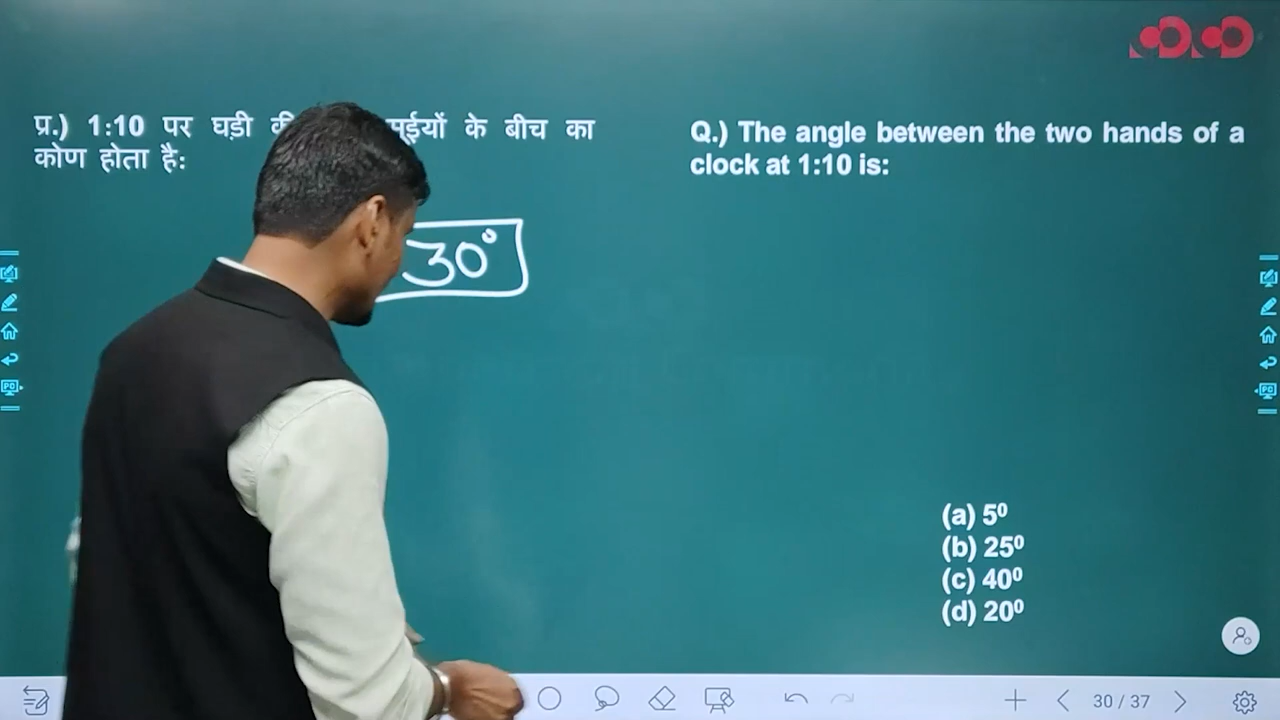 प्र.) 1:10 पर घड़ी सुईयों के बीच का
कोण होता है:
30°
Q.) The angle between the two hands of a
clock at 1:10 is:
(a) 5⁰
(b) 25⁰
(c) 40⁰
(d) 20⁰
30 / 37